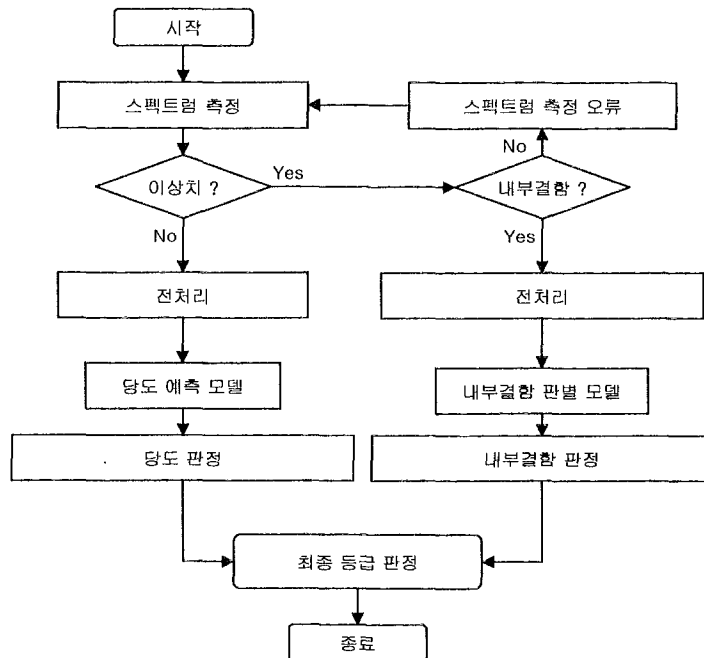 시작
스펙트럼 측정
스펙트럼 측정 오류
No
이상치 ?
Yes
내부결함 ?
No
Yes
전처리
전처리
당도 예측 모델
내부결함 판별 모델
당도 판정
내부결함 판정
최종 등급 판정
종료